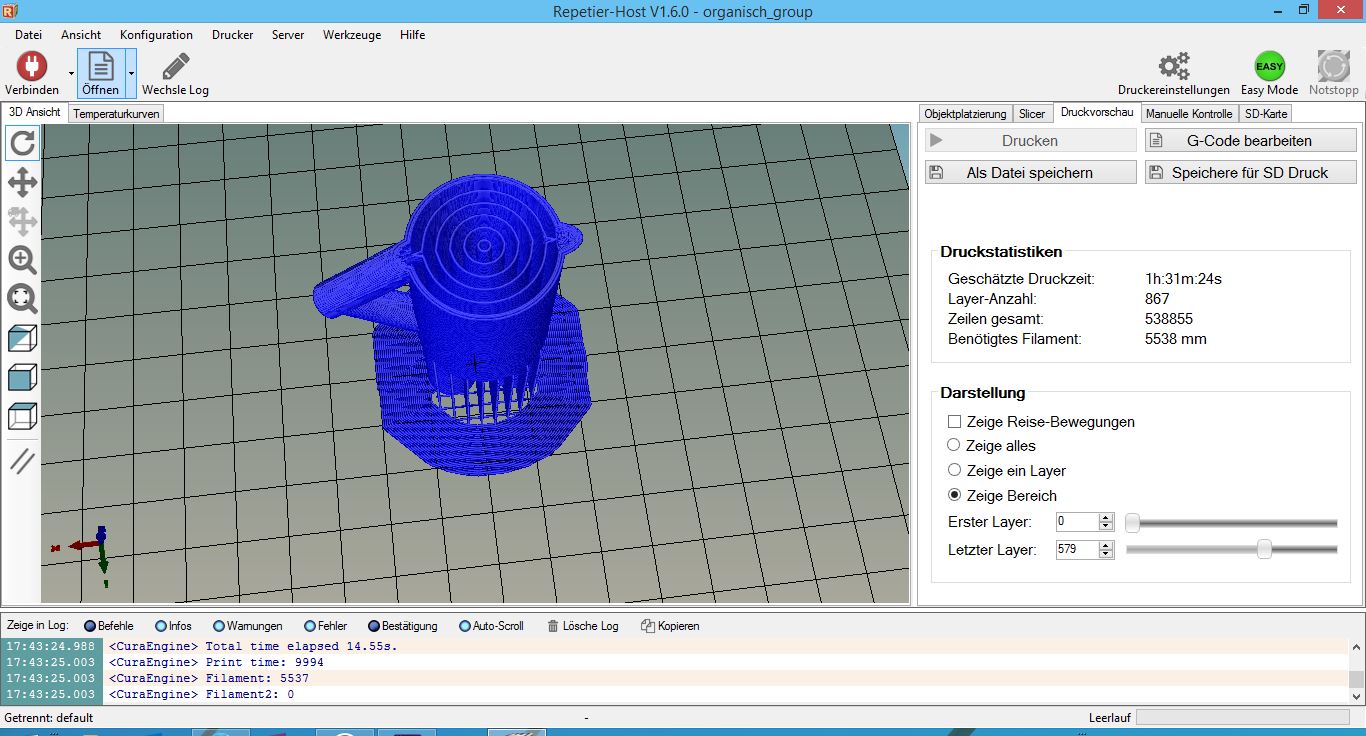 Repetier-Host V1.6.0 - organisch_group
Datei Ansicht Konfiguration Drucker Server Werkzeuge Hilfe
Verbinden Öffnen Wechsle Log Druckereinstellungen EASY Easy Mode Notstopp
3D Ansicht Temperaturkurven Objektplatzierung Slicer Druckvorschau Manuelle Kontrolle SD-Karte
Drucken G-Code bearbeiten
Als Datei speichern Speichere für SD Druck
Druckstatistiken
Geschätzte Druckzeit: 1h:31m:24s
Layer-Anzahl: 867
Zeilen gesamt: 538855
Benötigtes Filament: 5538 mm
Darstellung
Zeige Reise-Bewegungen
Zeige alles
Zeige ein Layer
Zeige Bereich
Erster Layer: 0
Letzter Layer: 579
Zeige in Log: Befehle Infos Warnungen Fehler Bestätigung Auto-Scroll Lösche Log Kopieren
17:43:24.988 <CuraEngine> Total time elapsed 14.55s.
17:43:25.003 <CuraEngine> Print time: 9994
17:43:25.003 <CuraEngine> Filament: 5537
17:43:25.003 <CuraEngine> Filament2: 0
Getrennt: default - Leerlauf